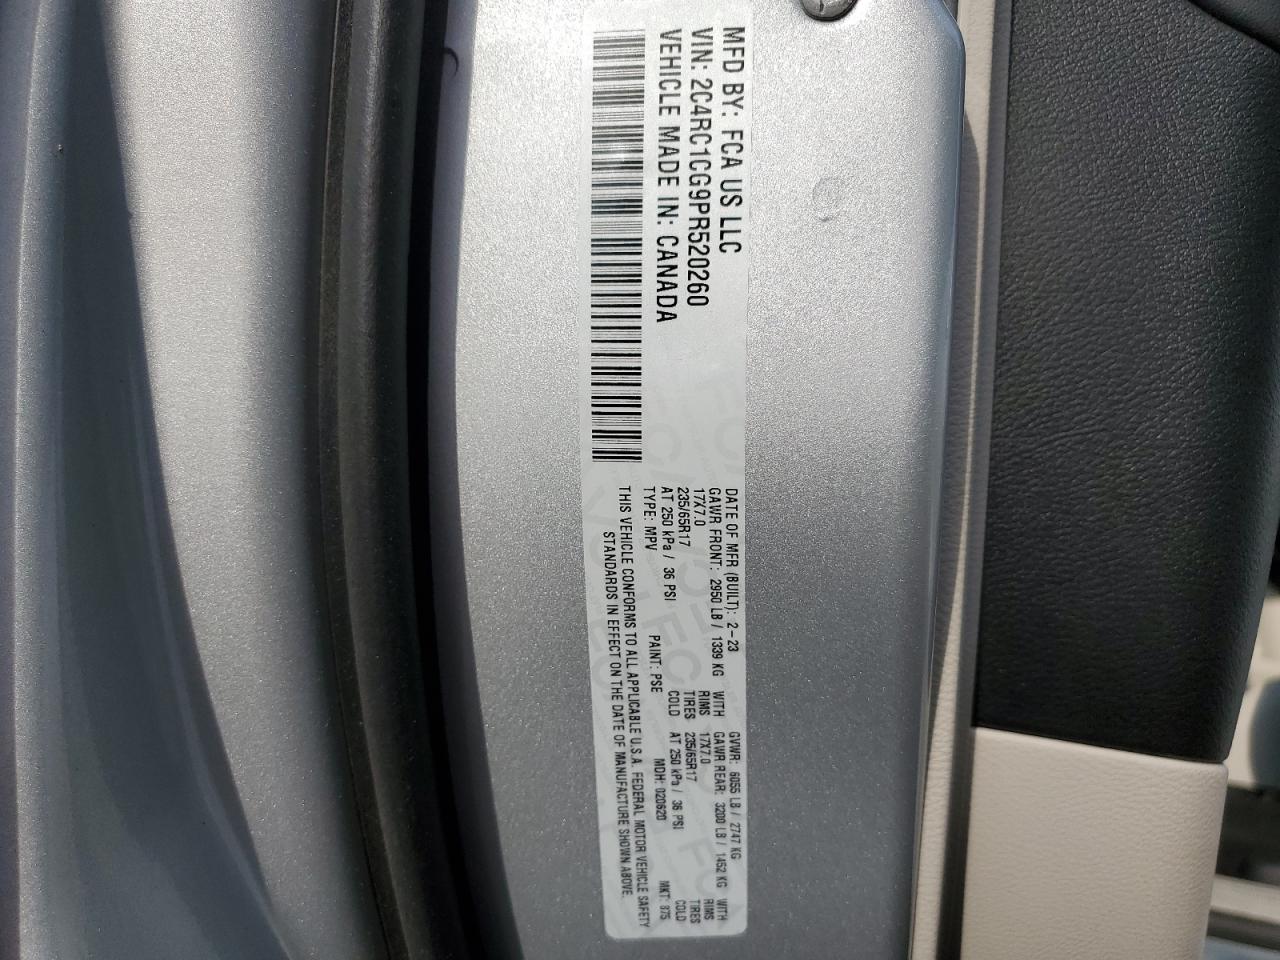 MFD BY: FCA US LLC
VIN: 2C4RC1CG9PR520260
VEHICLE MADE IN: CANADA
DATE OF MFR (BUILT): 2-23 GVWR: 6055 LB / 2747 KG
GAWR FRONT: 2950 LB / 1339 KG WITH GAWR REAR: 3200 LB / 1452 KG WITH
17X7.0 RIMS 17X7.0 RIMS
235/65R17 TIRES 235/65R17 TIRES
AT 250 kPa / 36 PSI COLD AT 250 kPa / 36 PSI COLD
TYPE: MPV PAINT: PSE MDH: 020620 MKT: 875
THIS VEHICLE CONFORMS TO ALL APPLICABLE U.S.A. FEDERAL MOTOR VEHICLE SAFETY
STANDARDS IN EFFECT ON THE DATE OF MANUFACTURE SHOWN ABOVE.